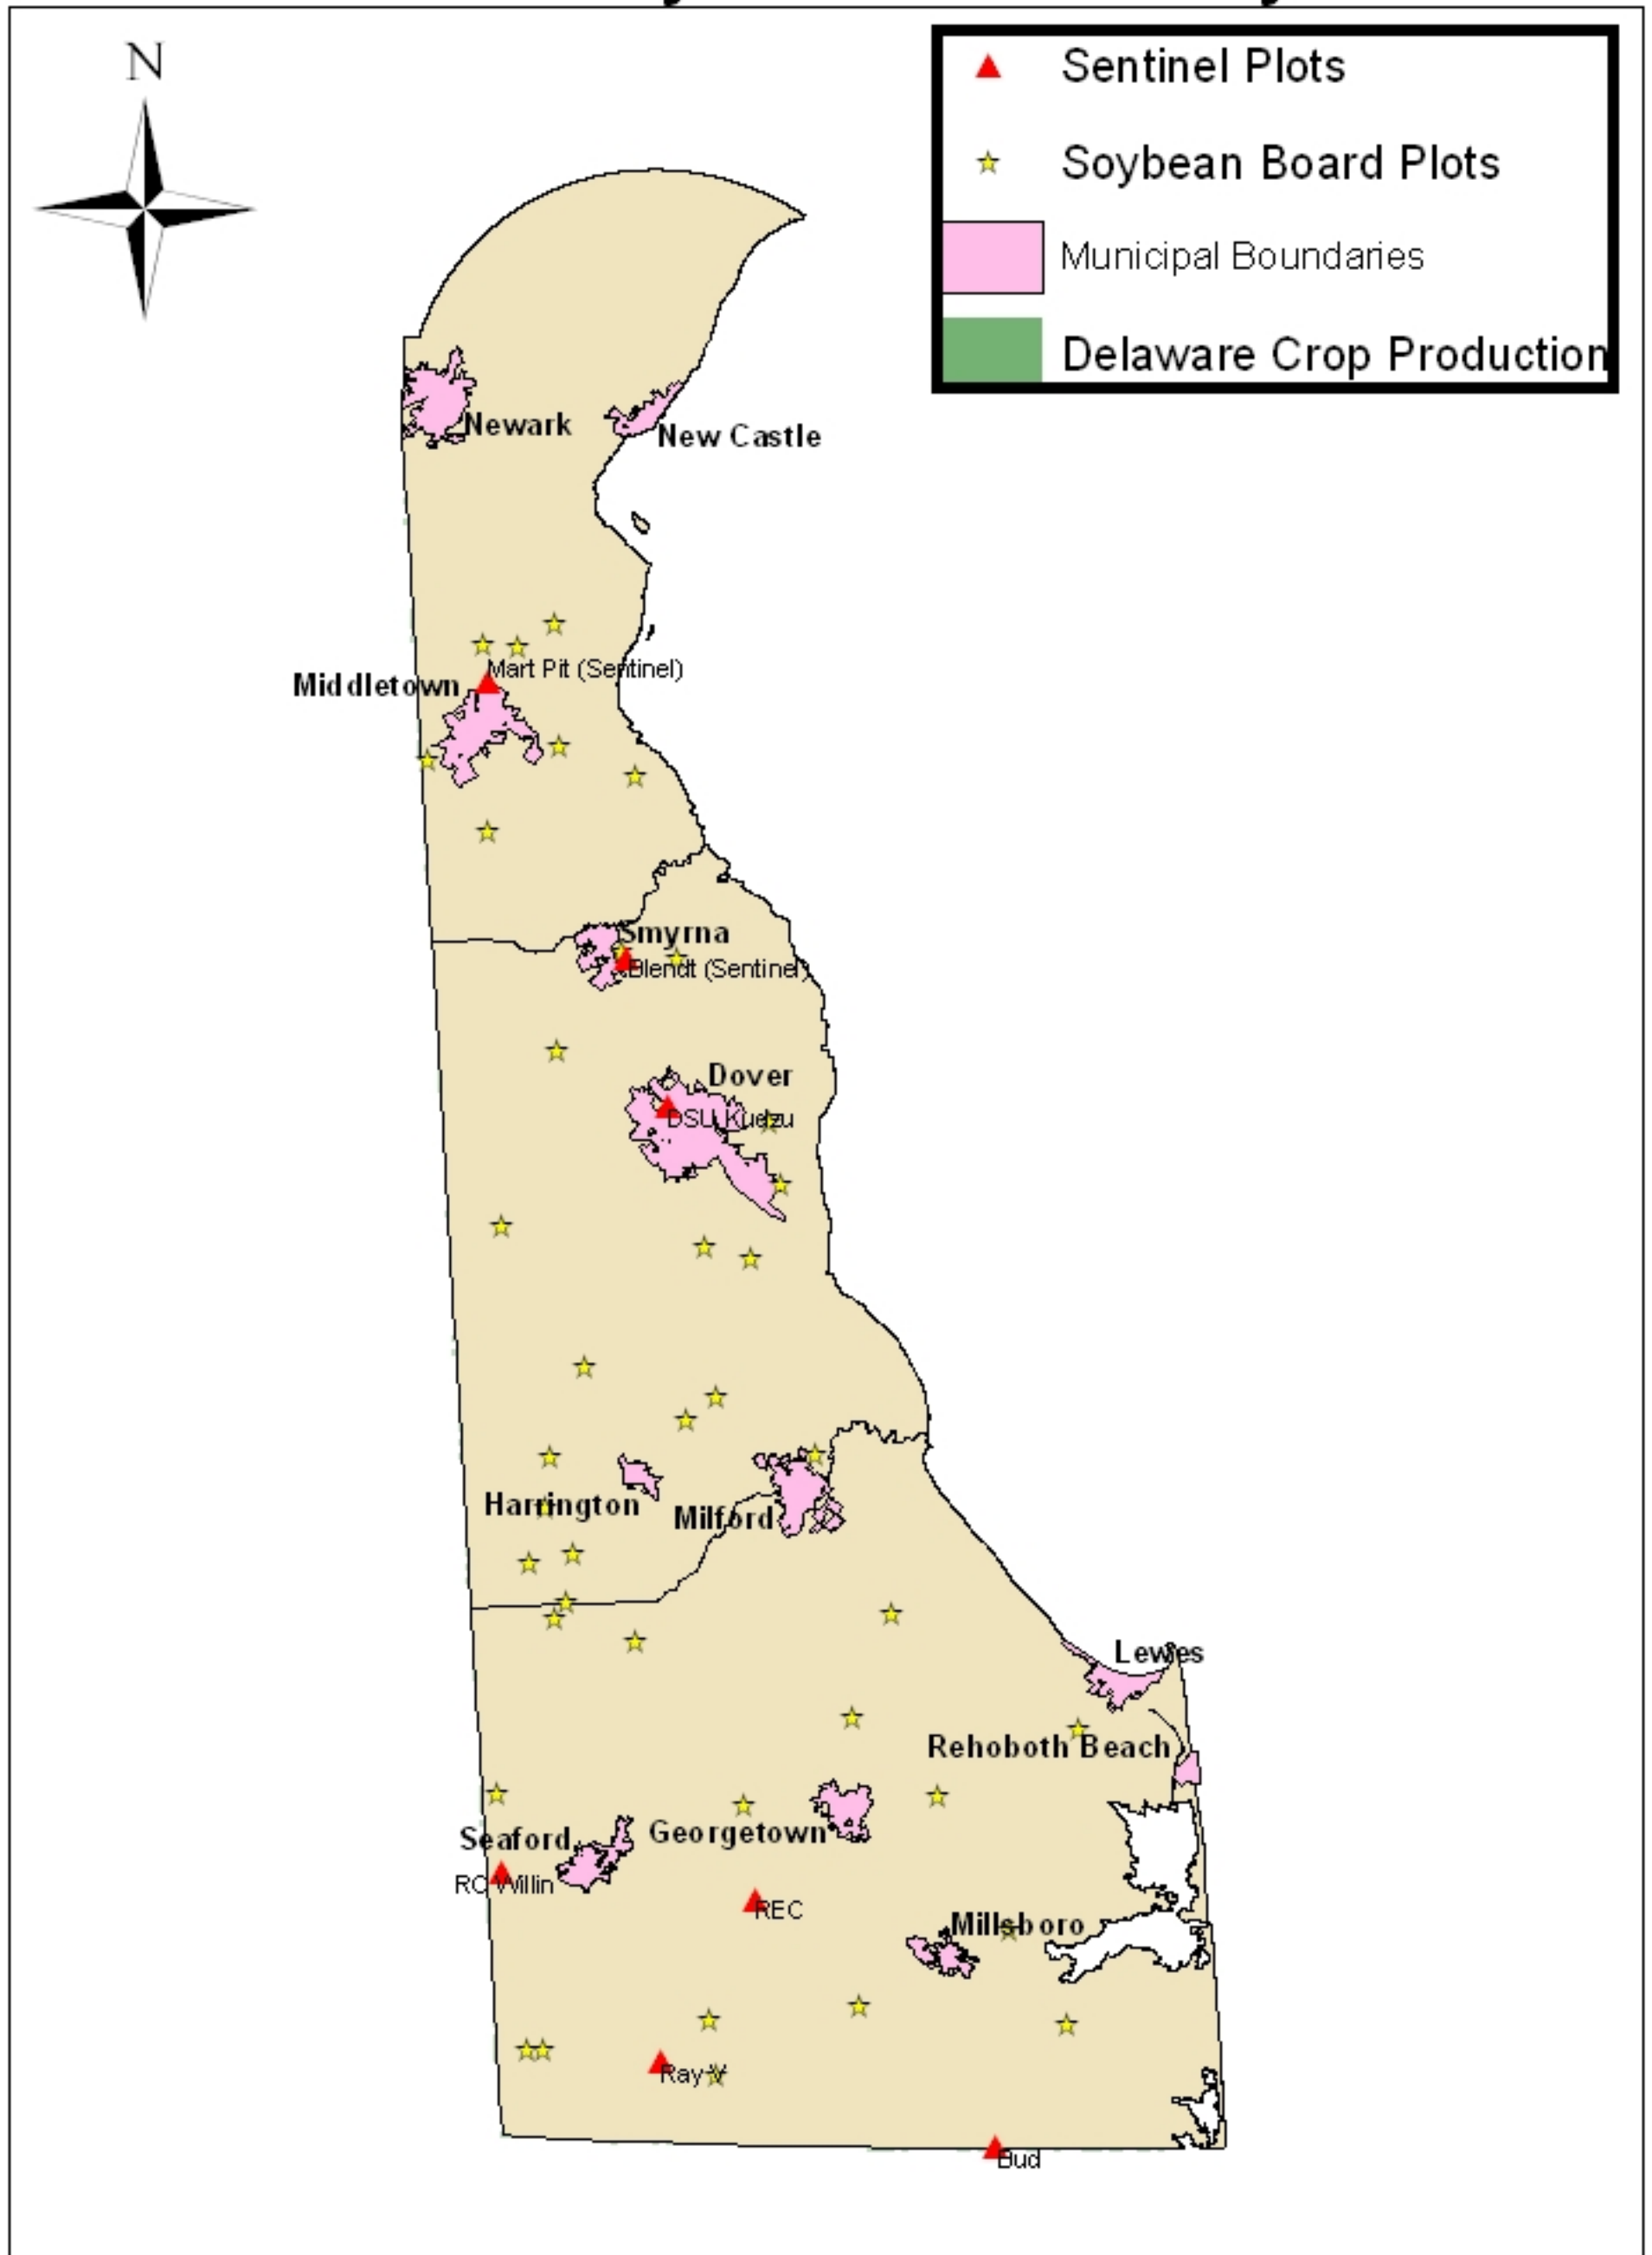 N
Sentinel Plots
Soybean Board Plots
Municipal Boundaries
Delaware Crop Production
Newark
New Castle
Mart Pit (Sentinel)
Middletown
Smyrna
Blendt (Sentinel)
Dover
DSU Kudzu
Harrington
Milford
Lewes
Rehoboth Beach
Georgetown
Seaford
RC Willin
REC
Millsboro
Ray V
Bud